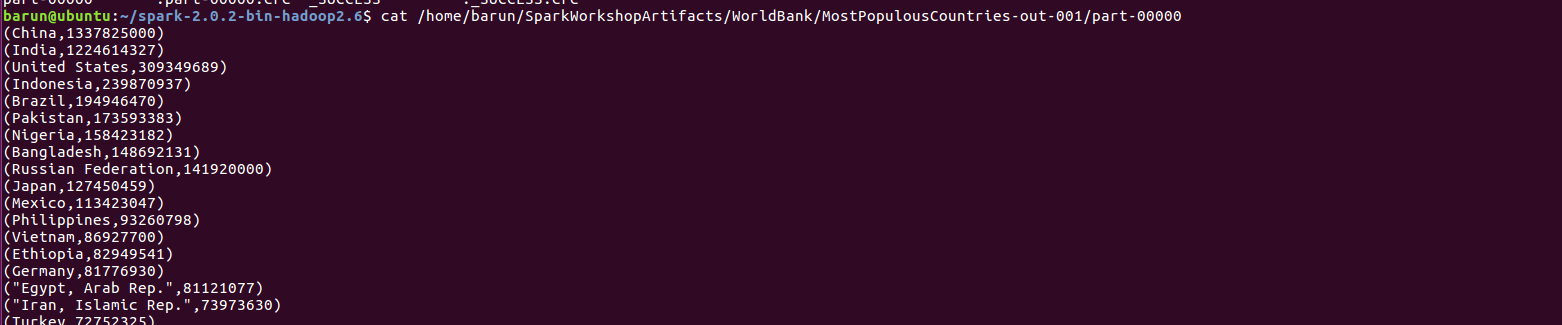 part-00000 .part-00000.crc _SUCCESS ._SUCCESS.crc
barun@ubuntu:~/spark-2.0.2-bin-hadoop2.6$ cat /home/barun/SparkWorkshopArtifacts/WorldBank/MostPopulousCountries-out-001/part-00000
(China,1337825000)
(India,1224614327)
(United States,309349689)
(Indonesia,239870937)
(Brazil,194946470)
(Pakistan,173593383)
(Nigeria,158423182)
(Bangladesh,148692131)
(Russian Federation,141920000)
(Japan,127450459)
(Mexico,113423047)
(Philippines,93260798)
(Vietnam,86927700)
(Ethiopia,82949541)
(Germany,81776930)
("Egypt, Arab Rep.",81121077)
("Iran, Islamic Rep.",73973630)
(Turkey,72752325)